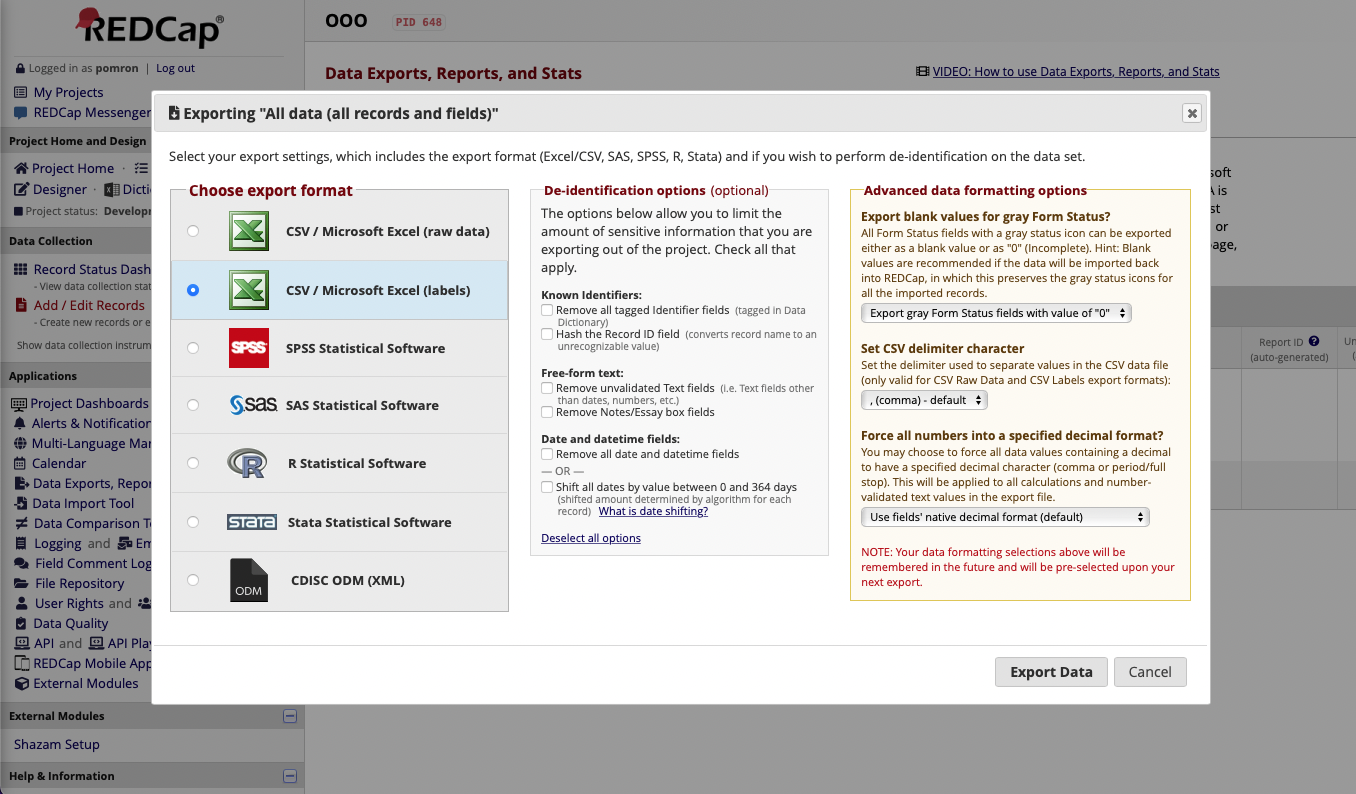 REDCap®
Logged in as pomron | Log out
My Projects
REDCap Messenger
Project Home and Design
Project Home ·
Designer ·
Project status:
Data Collection
Record Status Dash
- View data collection stat
Add / Edit Records
- Create new records or e
Show data collection instrum
Applications
Project Dashboards
Alerts & Notification
Multi-Language Mar
Calendar
Data Exports, Repor
Data Import Tool
Data Comparison To
Logging and Em
Field Comment Log
File Repository
User Rights and
Data Quality
API and API Play
REDCap Mobile App
External Modules
External Modules
Shazam Setup
Help & Information
OOO PID 648
Data Exports, Reports, and Stats
VIDEO: How to use Data Exports, Reports, and Stats
Exporting "All data (all records and fields)"
Select your export settings, which includes the export format (Excel/CSV, SAS, SPSS, R, Stata) and if you wish to perform de-identification on the data set.
Choose export format
CSV / Microsoft Excel (raw data)
CSV / Microsoft Excel (labels)
SPSS
SPSS Statistical Software
sas
SAS Statistical Software
R
R Statistical Software
STATA
Stata Statistical Software
ODM
CDISC ODM (XML)
De-identification options (optional)
The options below allow you to limit the
amount of sensitive information that you are
exporting out of the project. Check all that
apply.
Known Identifiers:
Remove all tagged Identifier fields (tagged in Data
Dictionary)
Hash the Record ID field (converts record name to an
unrecognizable value)
Free-form text:
Remove unvalidated Text fields (i.e. Text fields other
than dates, numbers, etc.)
Remove Notes/Essay box fields
Date and datetime fields:
Remove all date and datetime fields
— OR —
Shift all dates by value between 0 and 364 days
(shifted amount determined by algorithm for each
record) What is date shifting?
Deselect all options
Advanced data formatting options
Export blank values for gray Form Status?
All Form Status fields with a gray status icon can be exported
either as a blank value or as "0" (Incomplete). Hint: Blank
values are recommended if the data will be imported back
into REDCap, in which this preserves the gray status icons for
all the imported records.
Export gray Form Status fields with value of "0"
Set CSV delimiter character
Set the delimiter used to separate values in the CSV data file
(only valid for CSV Raw Data and CSV Labels export formats):
, (comma) - default
Force all numbers into a specified decimal format?
You may choose to force all data values containing a decimal
to have a specified decimal character (comma or period/full
stop). This will be applied to all calculations and number-
validated text values in the export file.
Use fields' native decimal format (default)
NOTE: Your data formatting selections above will be
remembered in the future and will be pre-selected upon your
next export.
Export Data
Cancel
Report ID
(auto-generated)